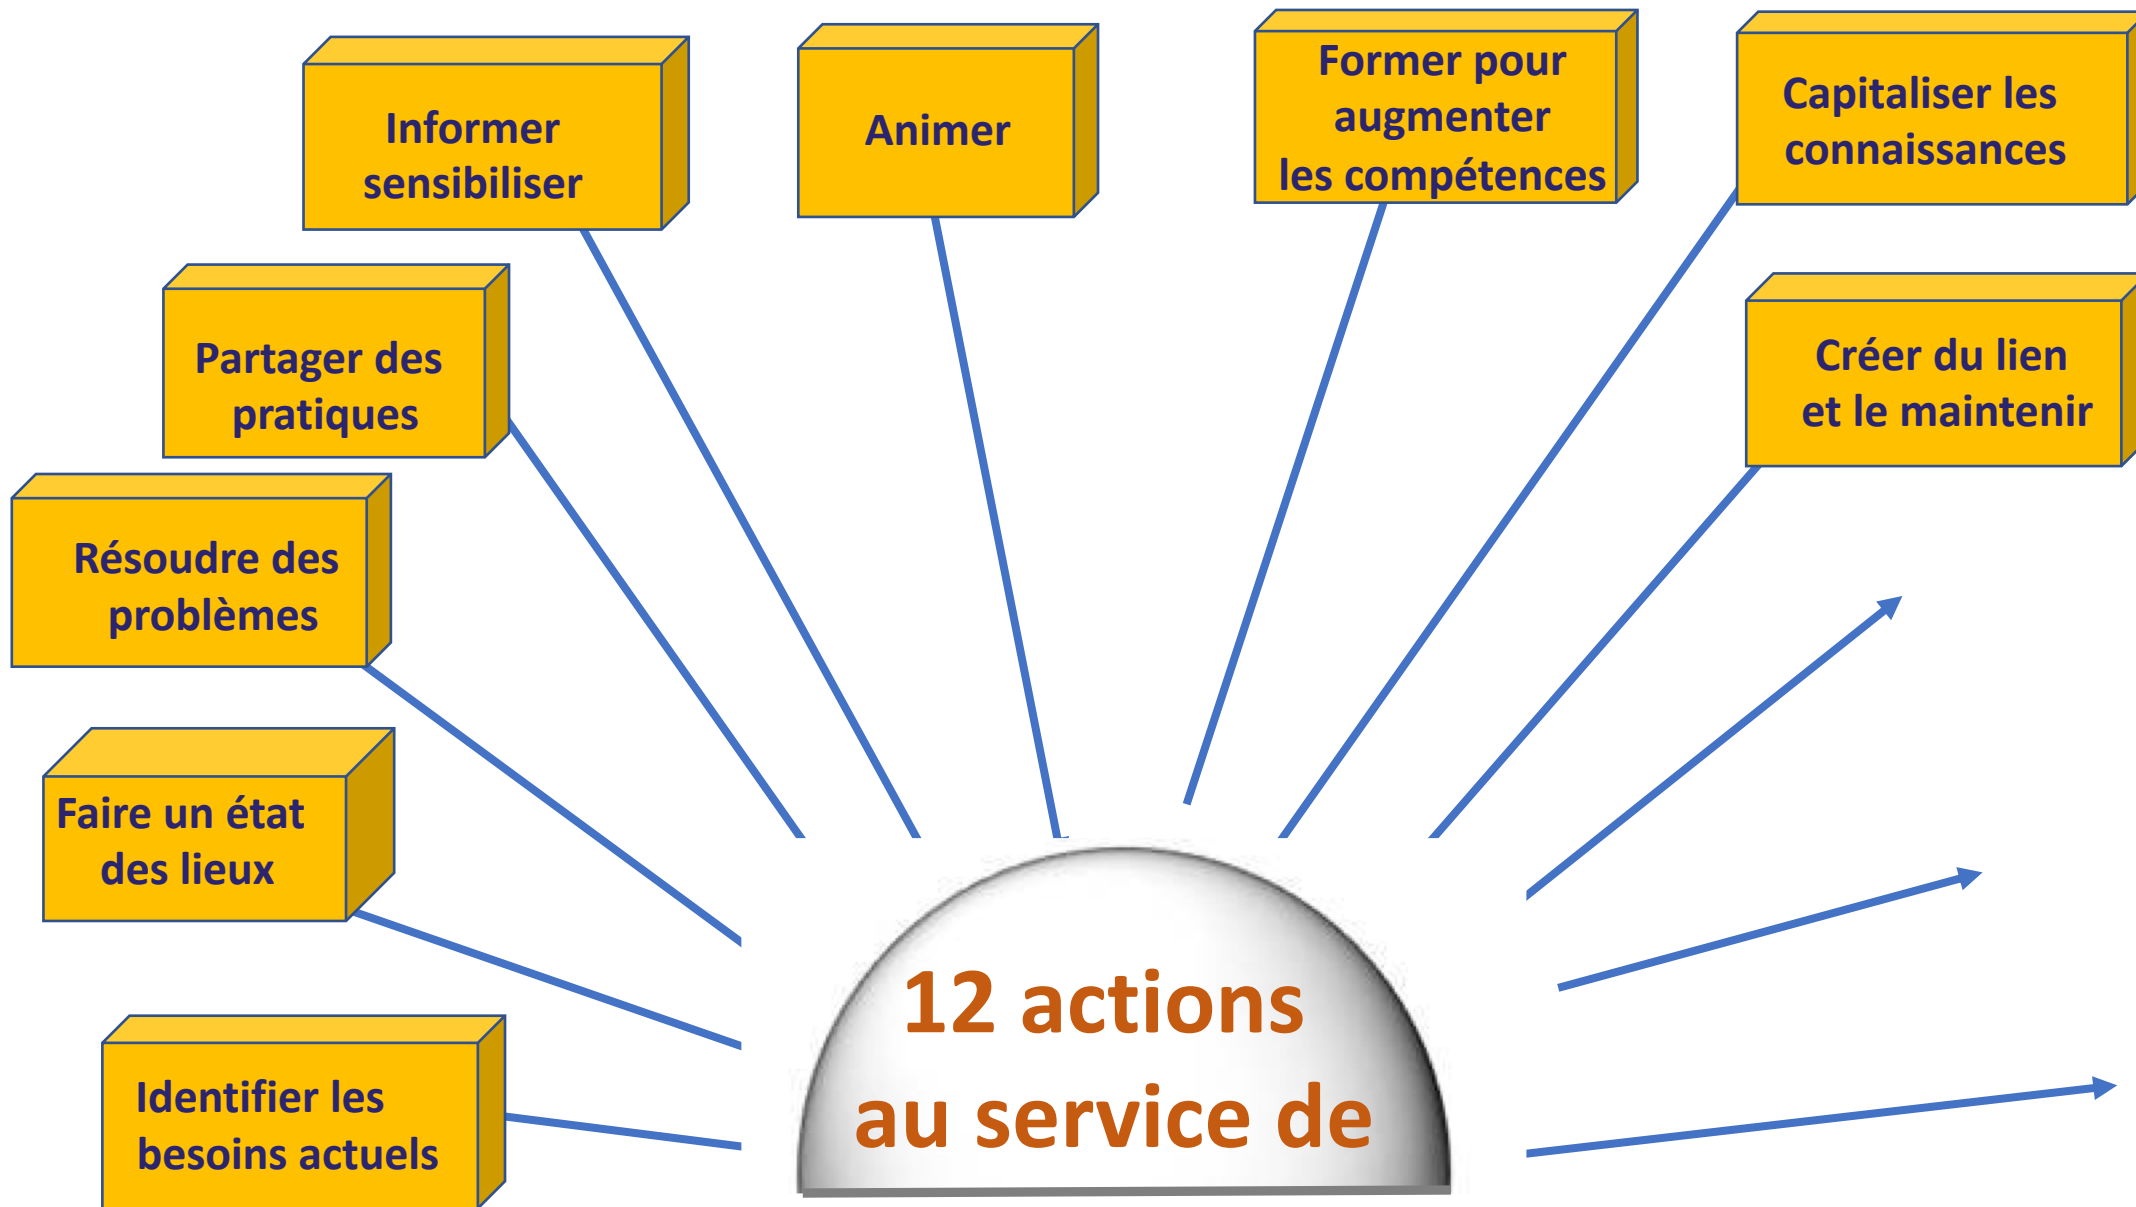 Informer
sensibiliser
Animer
Former pour
augmenter
les compétences
Capitaliser les
connaissances
Partager des
pratiques
Créer du lien
et le maintenir
Résoudre des
problèmes
Faire un état
des lieux
Identifier les
besoins actuels
12 actions
au service de